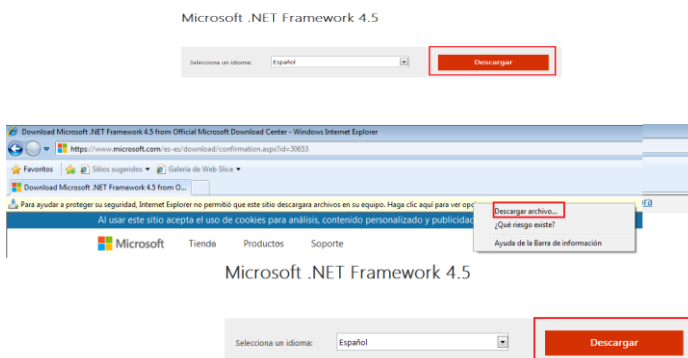 Microsoft .NET Framework 4.5
Selecciona un idioma: Español Descargar
Download Microsoft .NET Framework 4.5 from Official Microsoft Download Center - Windows Internet Explorer
https://www.microsoft.com/es-es/download/confirmation.aspx?id=30653
Favoritos Sitios sugeridos Galería de Web Slice
Download Microsoft .NET Framework 4.5 from O...
Para ayudar a proteger su seguridad, Internet Explorer no permitió que este sitio descargara archivos en su equipo. Haga clic aquí para ver opc
Descargar archivo...
¿Qué riesgo existe?
Ayuda de la Barra de información
Al usar este sitio acepta el uso de cookies para análisis, contenido personalizado y publicidad
Microsoft Tienda Productos Soporte
Microsoft .NET Framework 4.5
Selecciona un idioma: Español Descargar